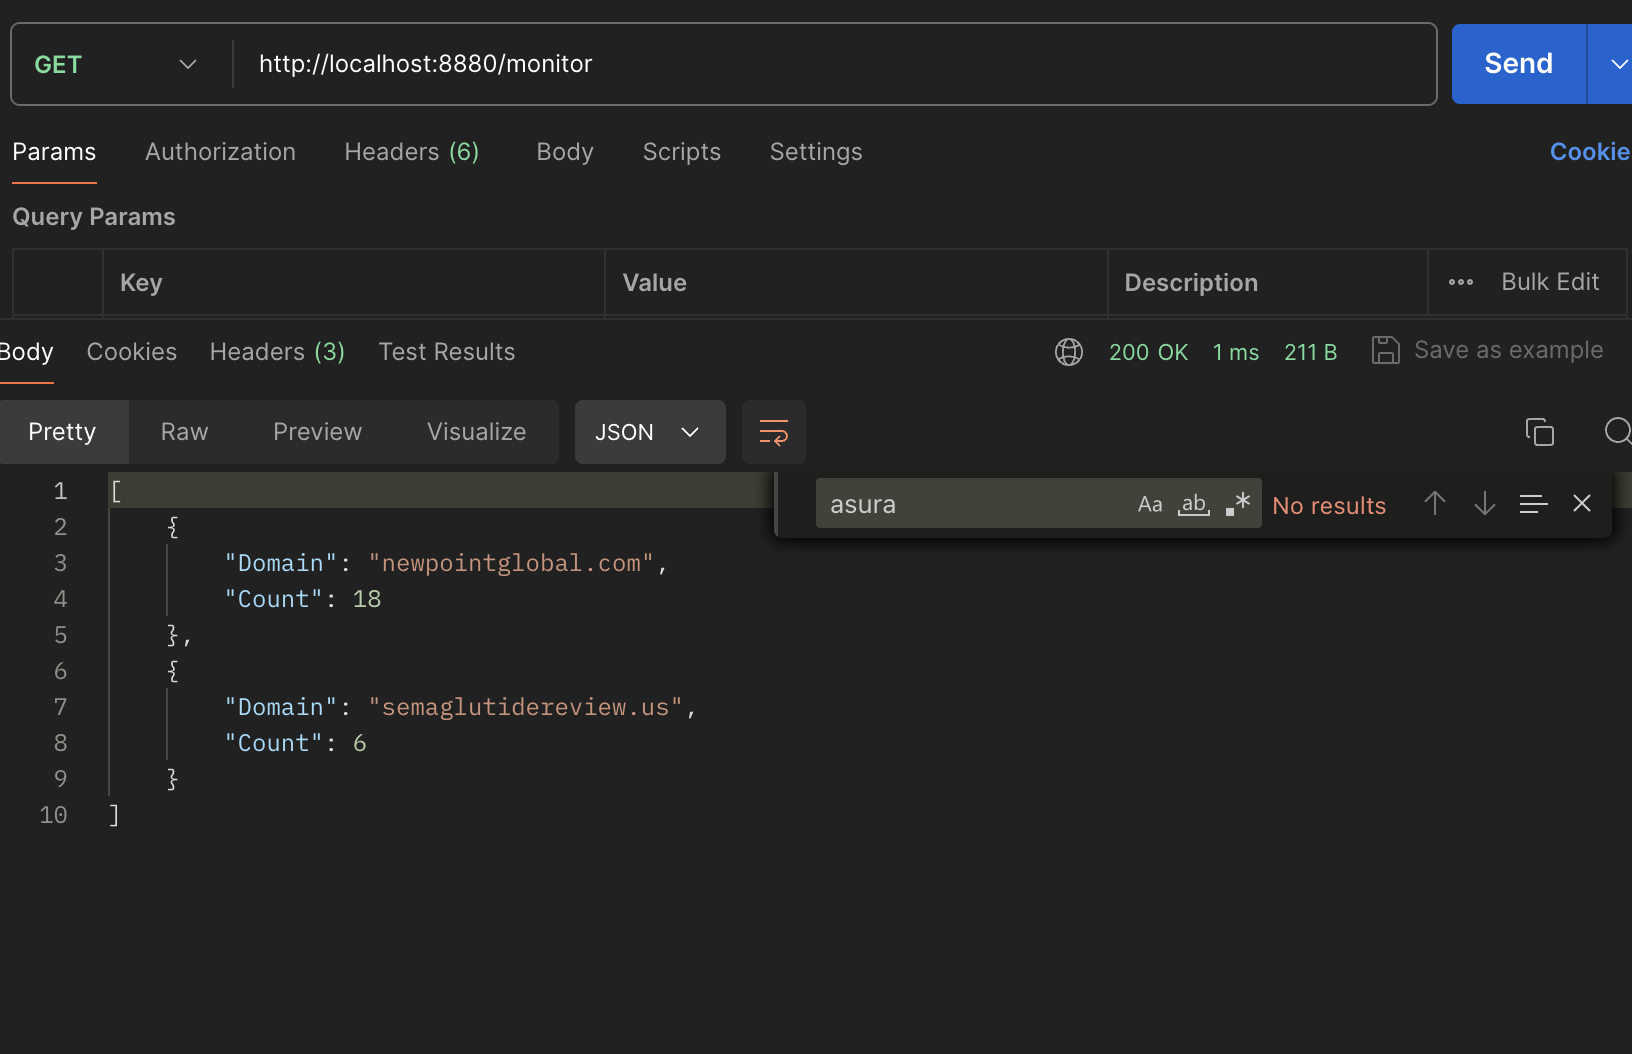 GET http://localhost:8880/monitor Send
Params Authorization Headers (6) Body Scripts Settings Cookie
Query Params
Key Value Description Bulk Edit
Body Cookies Headers (3) Test Results 200 OK 1 ms 211 B Save as example
Pretty Raw Preview Visualize JSON
asura Aa ab .* No results
1 [
2 {
3 "Domain": "newpointglobal.com",
4 "Count": 18
5 },
6 {
7 "Domain": "semaglutidereview.us",
8 "Count": 6
9 }
10 ]